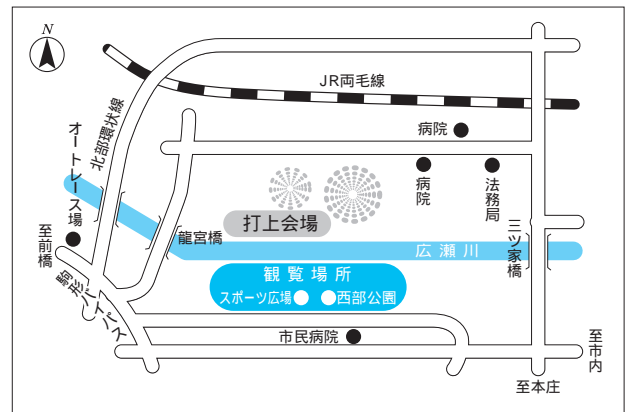 N
JR両毛線
北部環状線
オートレース場
病院
病院
法務局
至前橋
打上会場
龍宮橋
広瀬川
三ツ家橋
観覧場所
スポーツ広場
西部公園
駒形バイパス
市民病院
至市内
至本庄